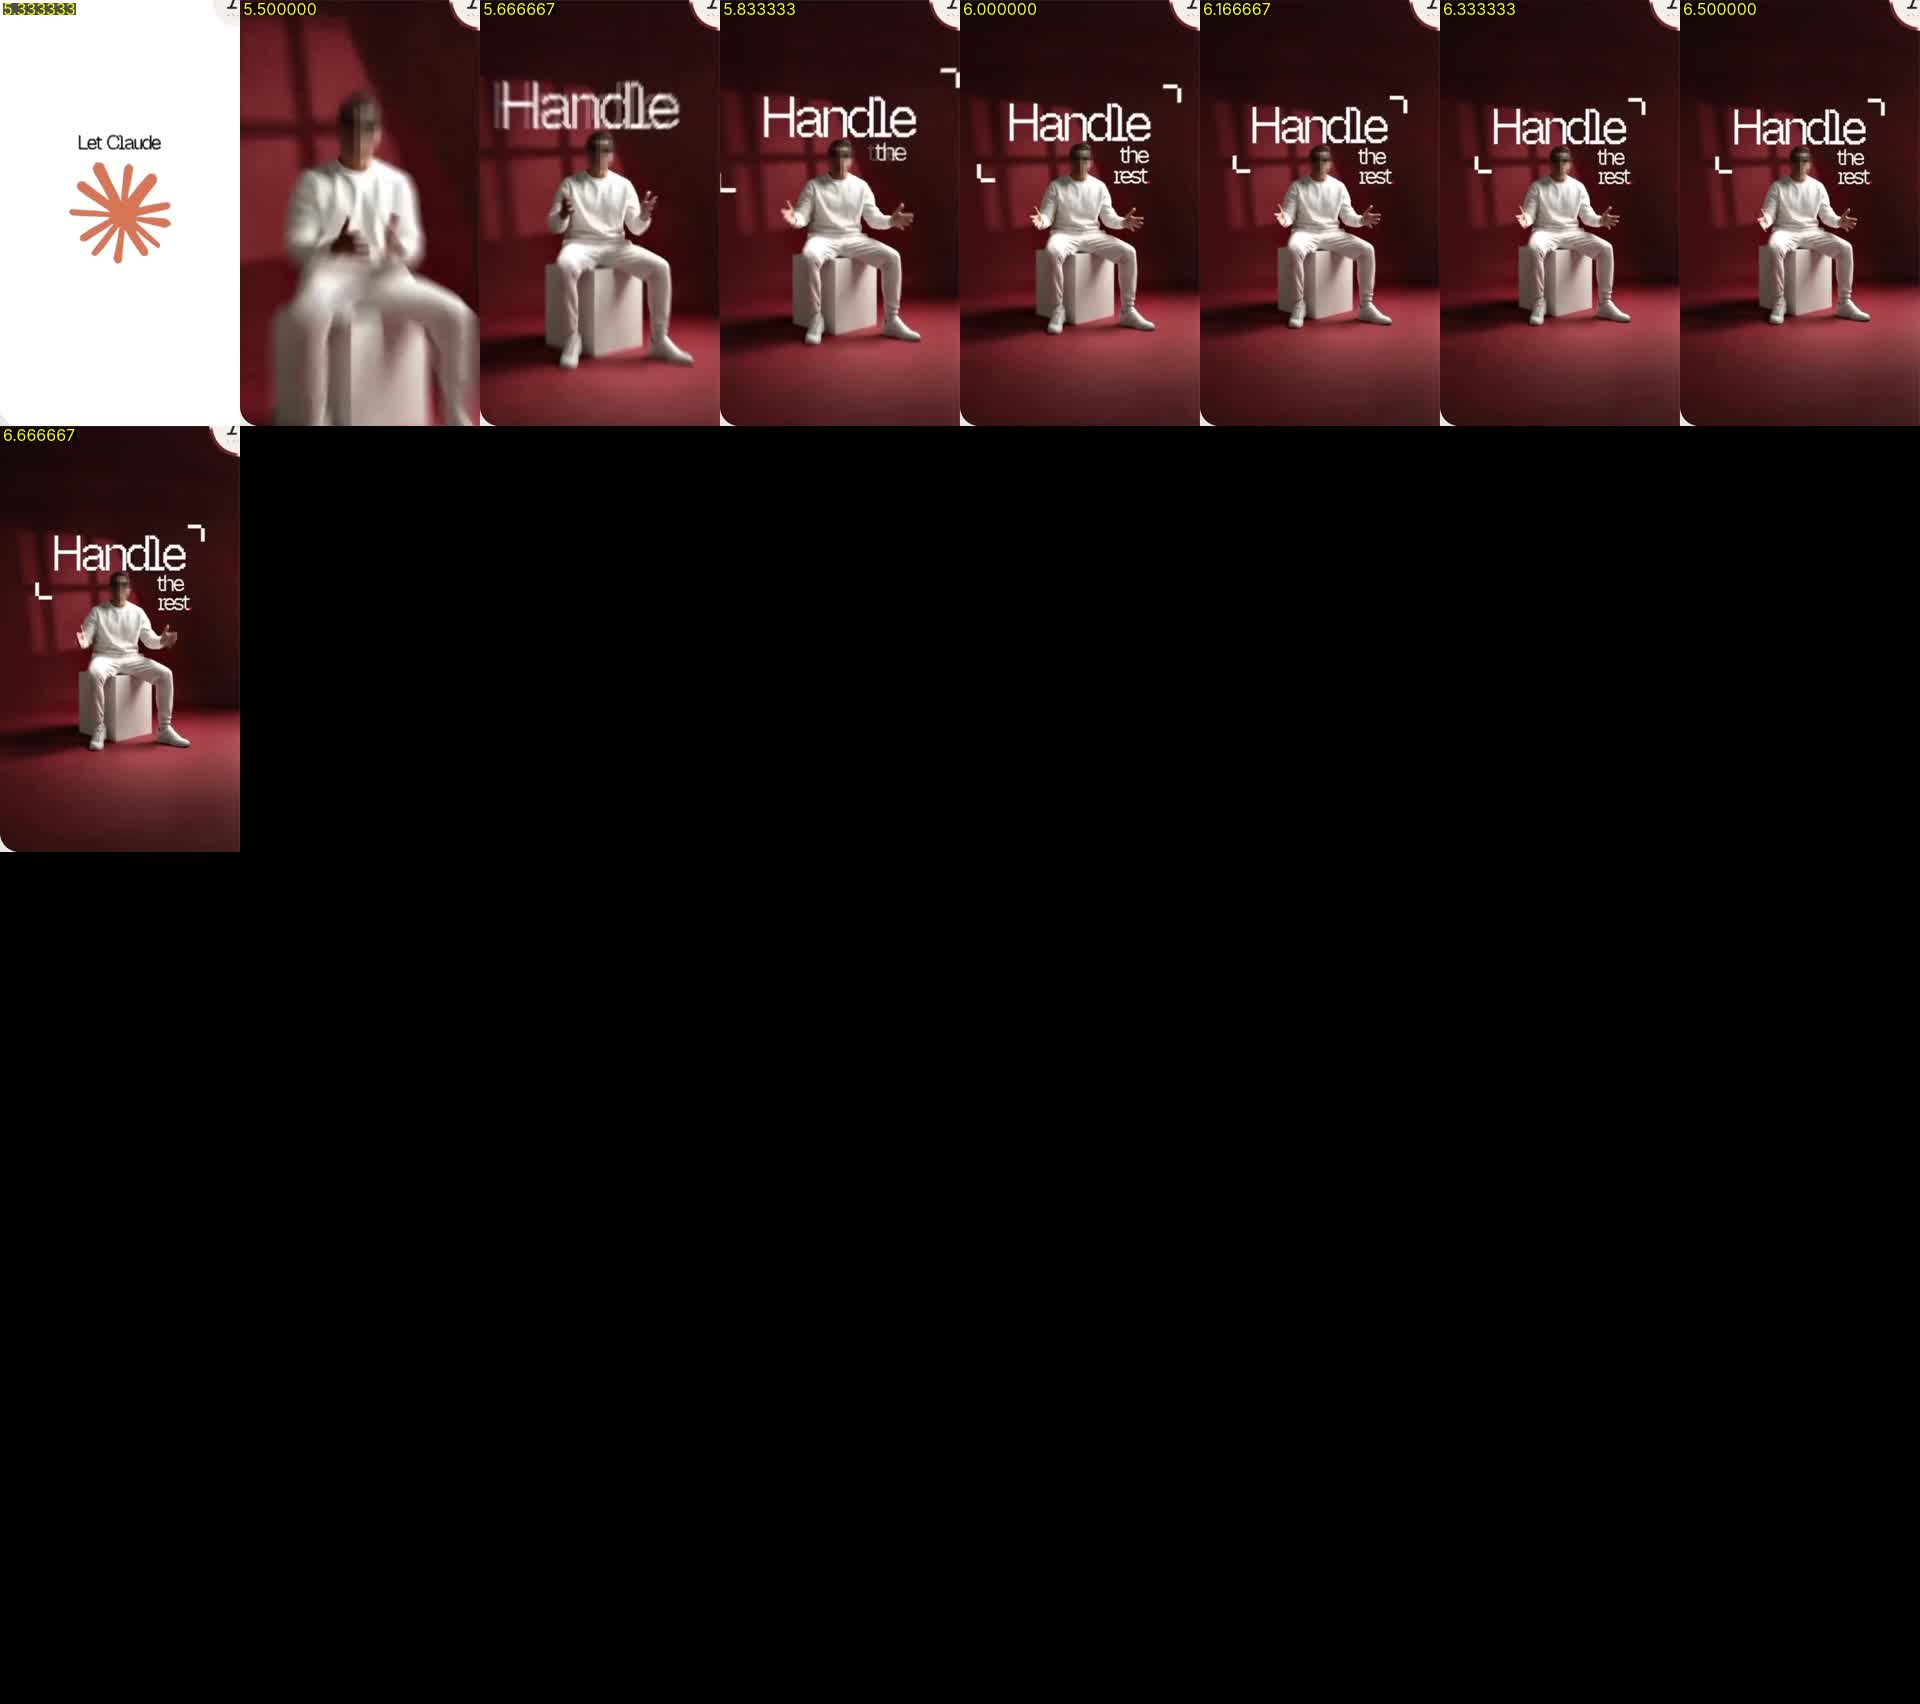 5.333333
5.500000
5.666667
5.833333
6.000000
6.166667
6.333333
6.500000
Let Claude
Handle
Handle
the
Handle
the
rest
Handle
the
rest
Handle
the
rest
Handle
the
rest
6.666667
Handle
the
rest